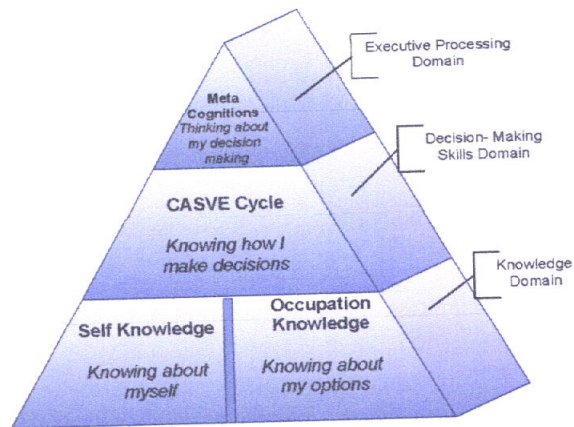 Executive Processing
Domain
Meta
Cognitions
Thinking about
my decision
making
Decision- Making
Skills Domain
CASVE Cycle
Knowing how I
make decisions
Knowledge
Domain
Self Knowledge
Knowing about
myself
Occupation
Knowledge
Knowing about
my options